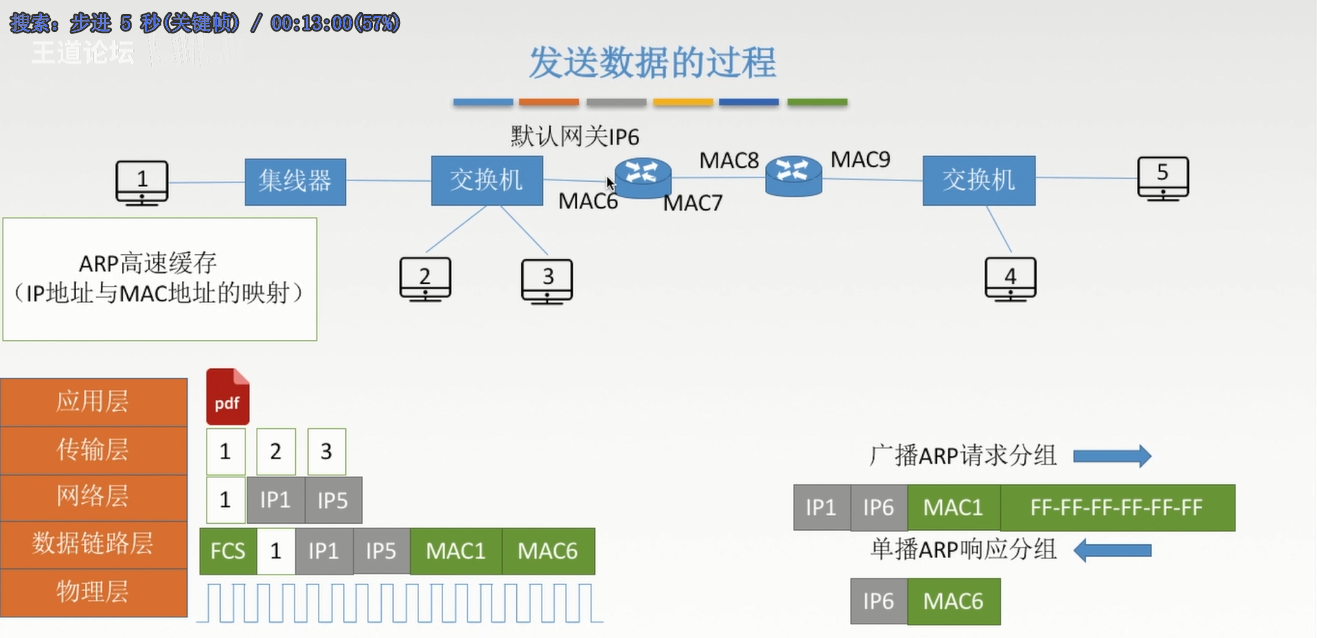 搜索: 步进 5 秒(关键帧) / 00:13:00(57%)
王道论坛
发送数据的过程
默认网关IP6
1
集线器
交换机
MAC6
MAC7
MAC8
MAC9
交换机
5
2
3
4
ARP高速缓存
（IP地址与MAC地址的映射）
应用层
pdf
传输层
1 2 3
网络层
1 IP1 IP5
数据链路层
FCS 1 IP1 IP5 MAC1 MAC6
物理层
广播ARP请求分组
IP1 IP6 MAC1 FF-FF-FF-FF-FF-FF
单播ARP响应分组
IP6 MAC6